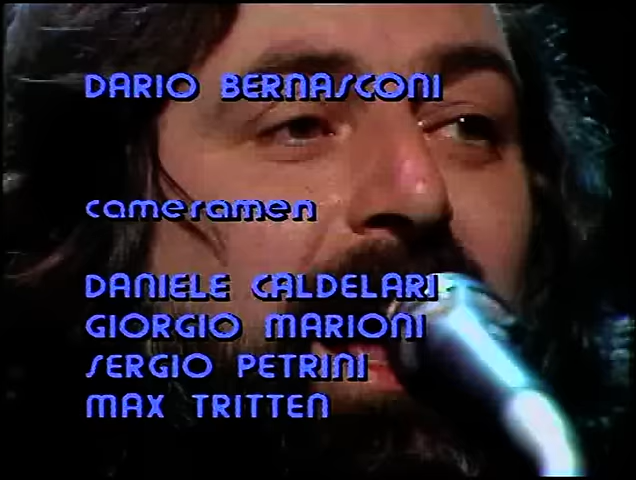 DARIO BERNASCONI
cameramen
DANIELE CALDELARI
GIORGIO MARIONI
SERGIO PETRINI
MAX TRITTEN